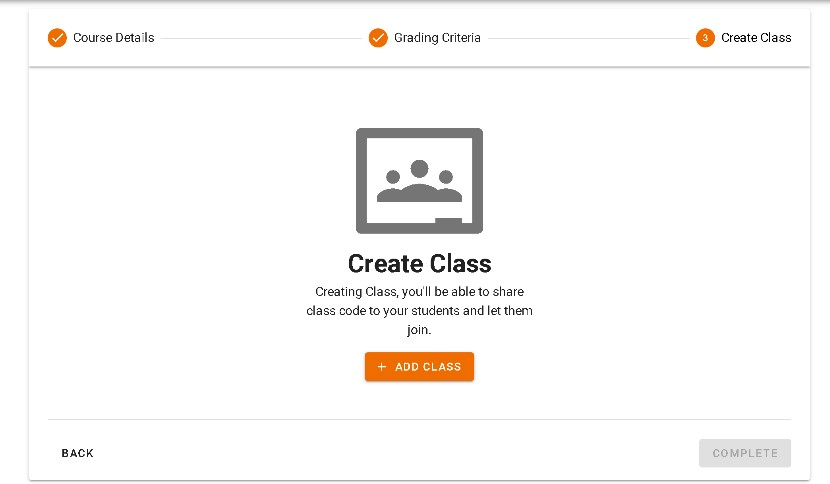 Course Details
Grading Criteria
3 Create Class
Create Class
Creating Class, you'll be able to share
class code to your students and let them
join.
+ ADD CLASS
BACK
COMPLETE